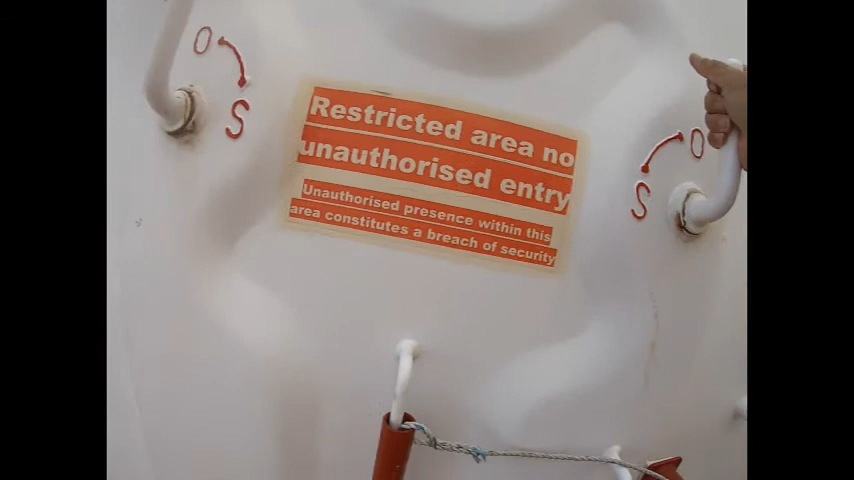 O
S
Restricted area no
unauthorised entry
Unauthorised presence within this
area constitutes a breach of security
O
S